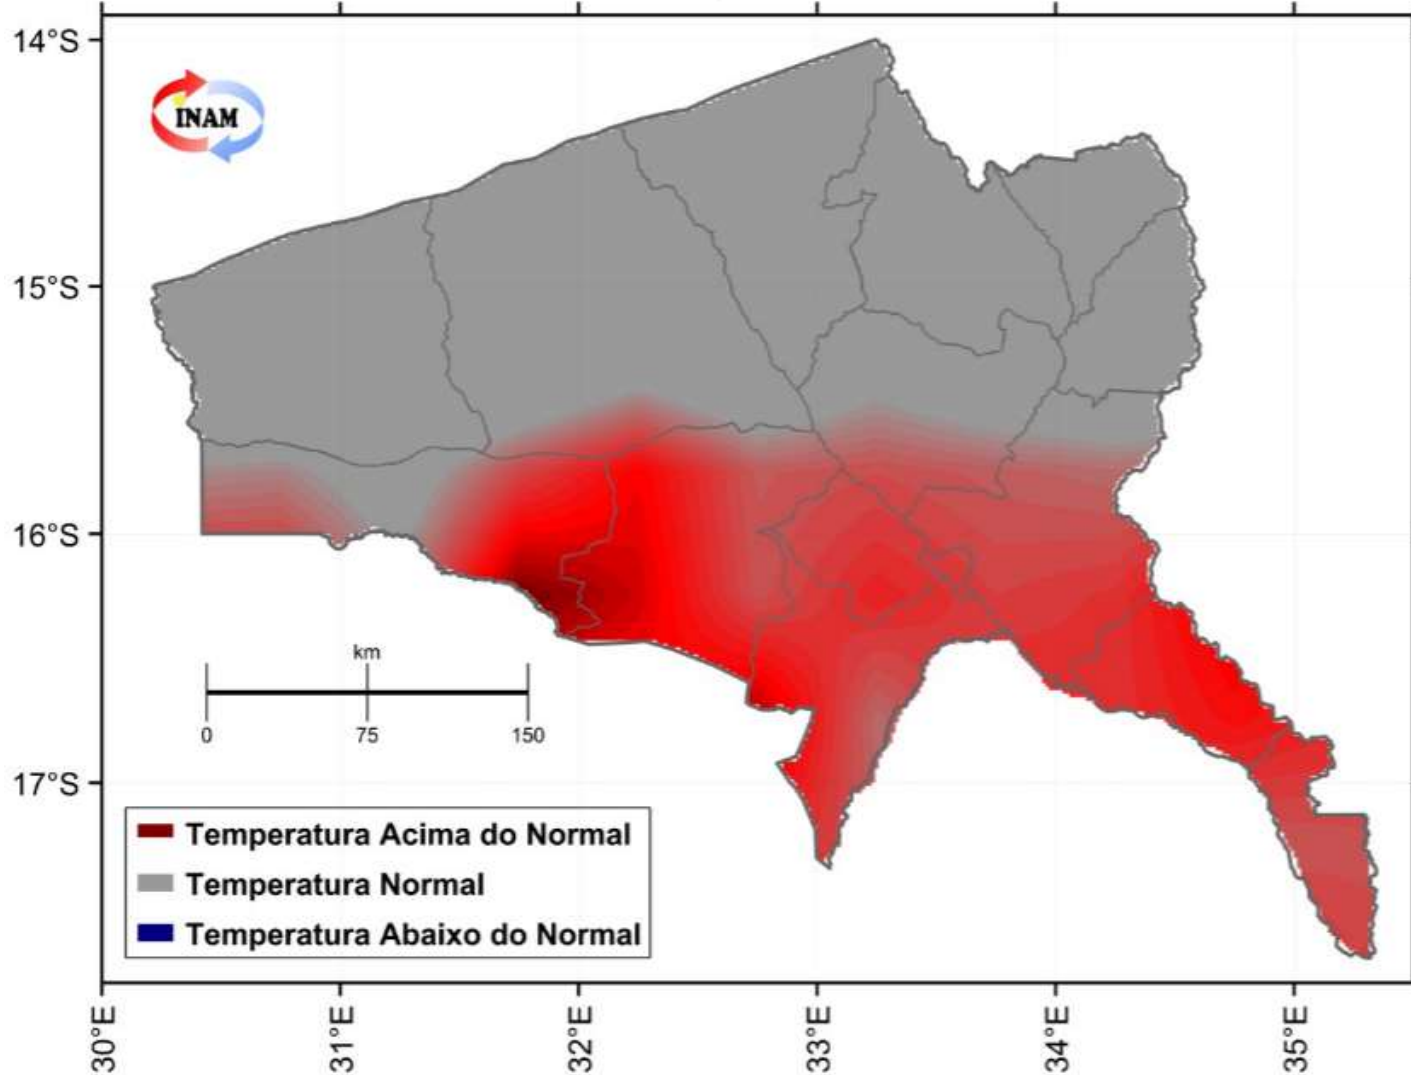 14°S
INAM
15°S
16°S
km
0 75 150
17°S
Temperatura Acima do Normal
Temperatura Normal
Temperatura Abaixo do Normal
30°E 31°E 32°E 33°E 34°E 35°E